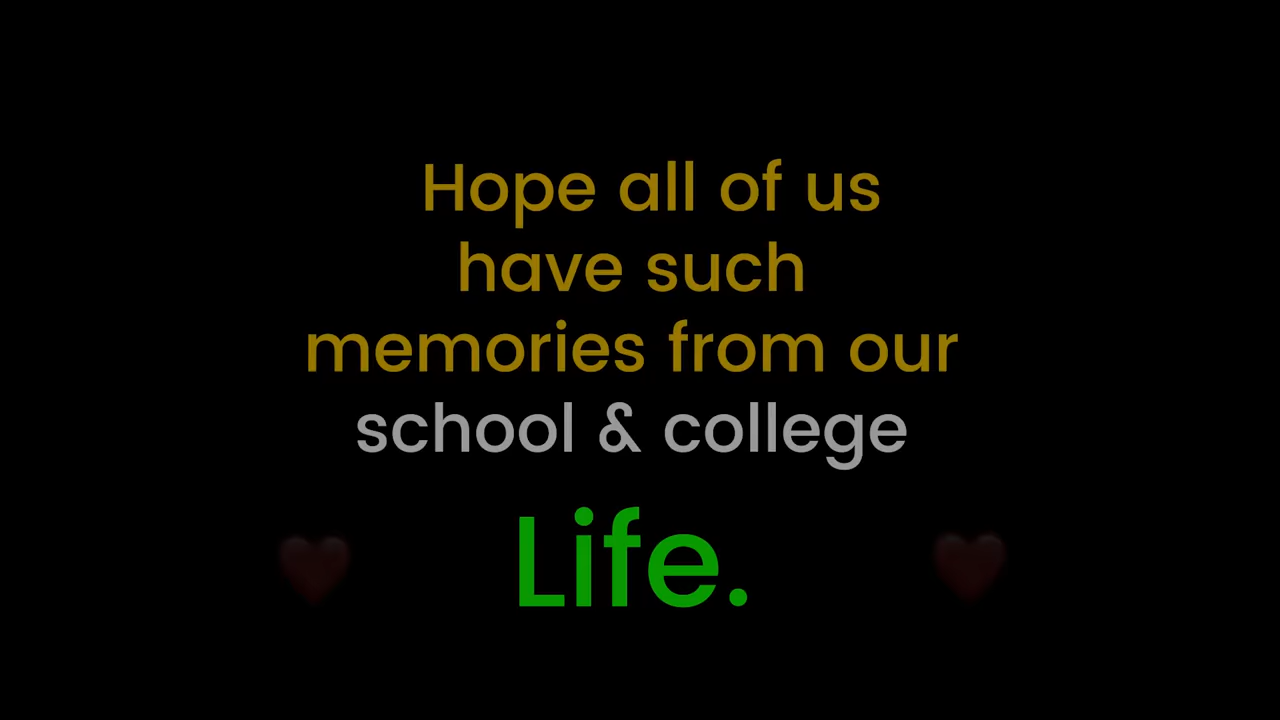 Hope all of us
have such
memories from our
school & college
Life.